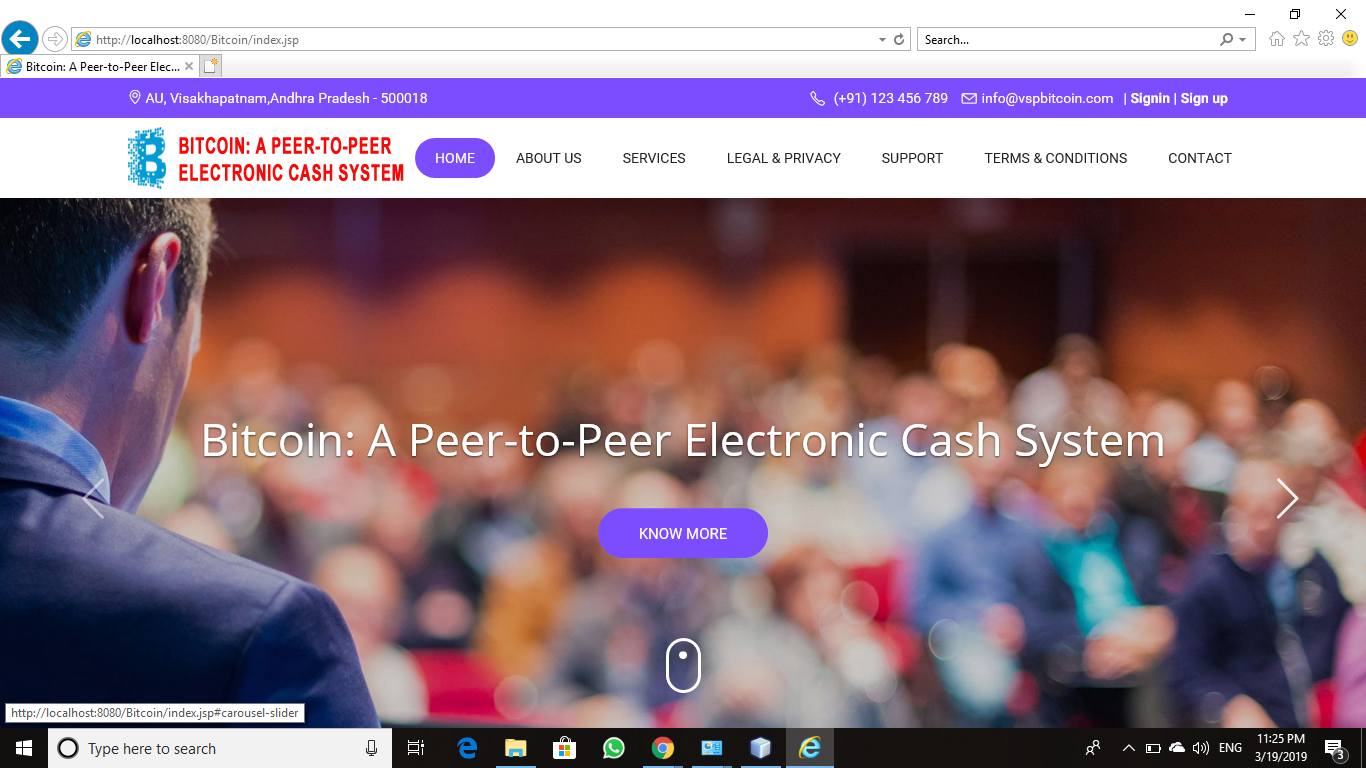 http://localhost:8080/Bitcoin/index.jsp
Search...
Bitcoin: A Peer-to-Peer Elec...
AU, Visakhapatnam,Andhra Pradesh - 500018
(+91) 123 456 789
info@vspbitcoin.com
| Signin | Sign up
BITCOIN: A PEER-TO-PEER
ELECTRONIC CASH SYSTEM
HOME
ABOUT US
SERVICES
LEGAL & PRIVACY
SUPPORT
TERMS & CONDITIONS
CONTACT
Bitcoin: A Peer-to-Peer Electronic Cash System
KNOW MORE
http://localhost:8080/Bitcoin/index.jsp#carousel-slider
Type here to search
ENG
11:25 PM
3/19/2019
3